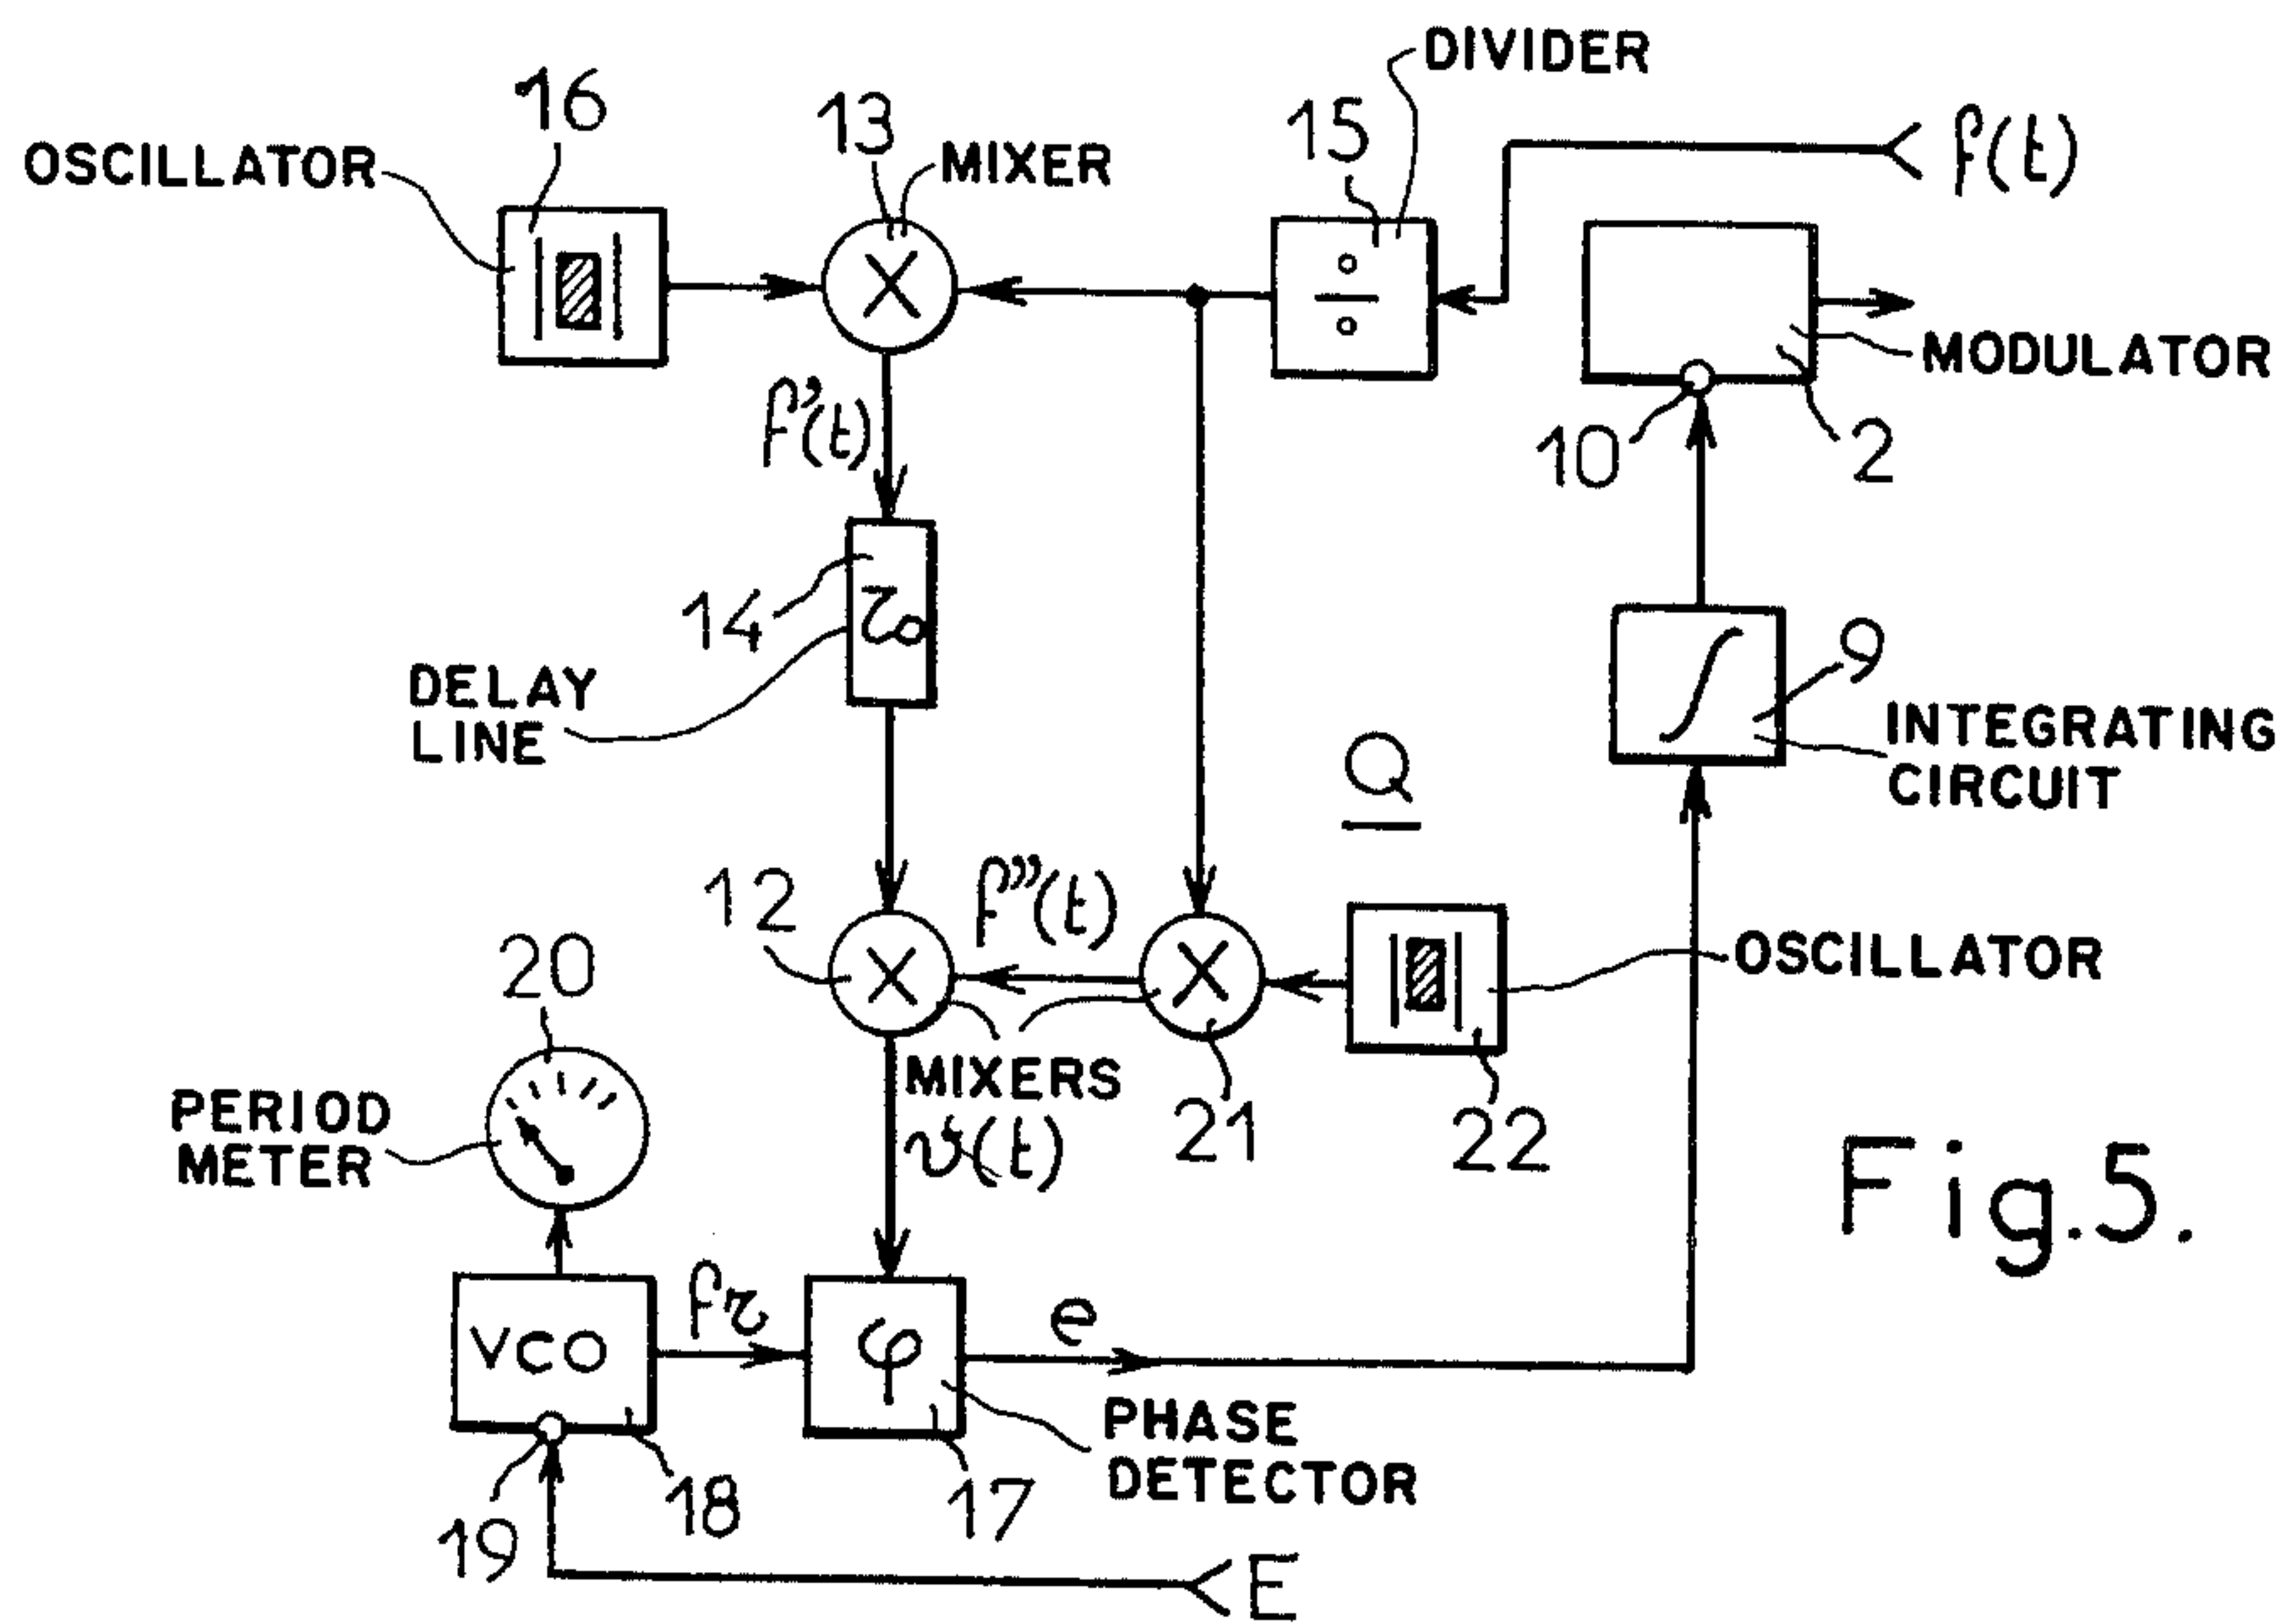 DIVIDER
16
13
15
OSCILLATOR
MIXER
f(t)
MODULATOR
f'(t)
10
2
14
τ₀
9
DELAY
LINE
INTEGRATING
CIRCUIT
Q
12
f"(t)
20
OSCILLATOR
MIXERS
PERIOD
METER
21
22
ϑ(t)
Fig.5.
fr
e
VCO
φ
PHASE
DETECTOR
19
18
17
E